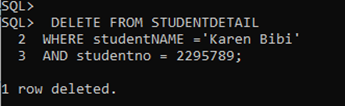 SQL>
SQL>  DELETE FROM STUDENTDETAIL
  2  WHERE studentNAME ='Karen Bibi'
  3  AND studentno = 2295789;
1 row deleted.